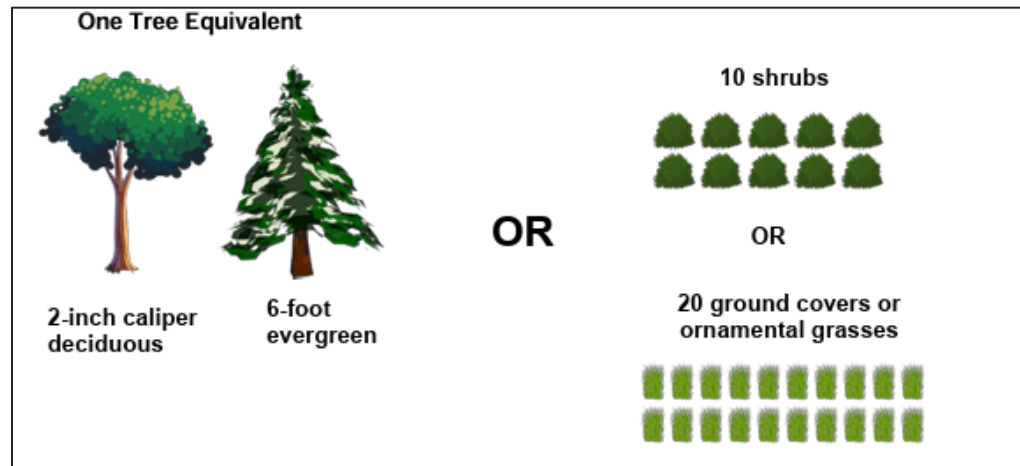 One Tree Equivalent
2-inch caliper
deciduous
6-foot
evergreen
OR
10 shrubs
OR
20 ground covers or
ornamental grasses